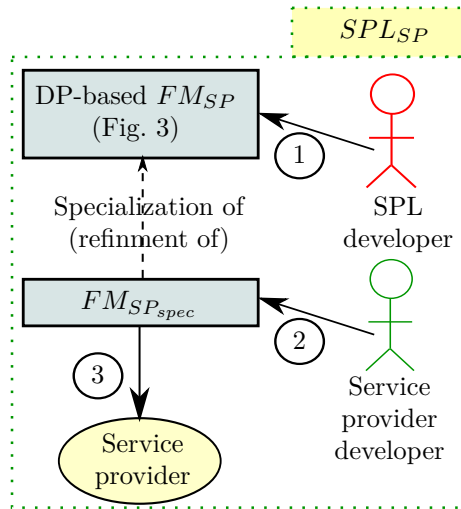 SPL_SP
DP-based FM_SP
(Fig. 3)
1
SPL
developer
Specialization of
(refinment of)
FM_SP_spec
2
3
Service
provider
developer
Service
provider